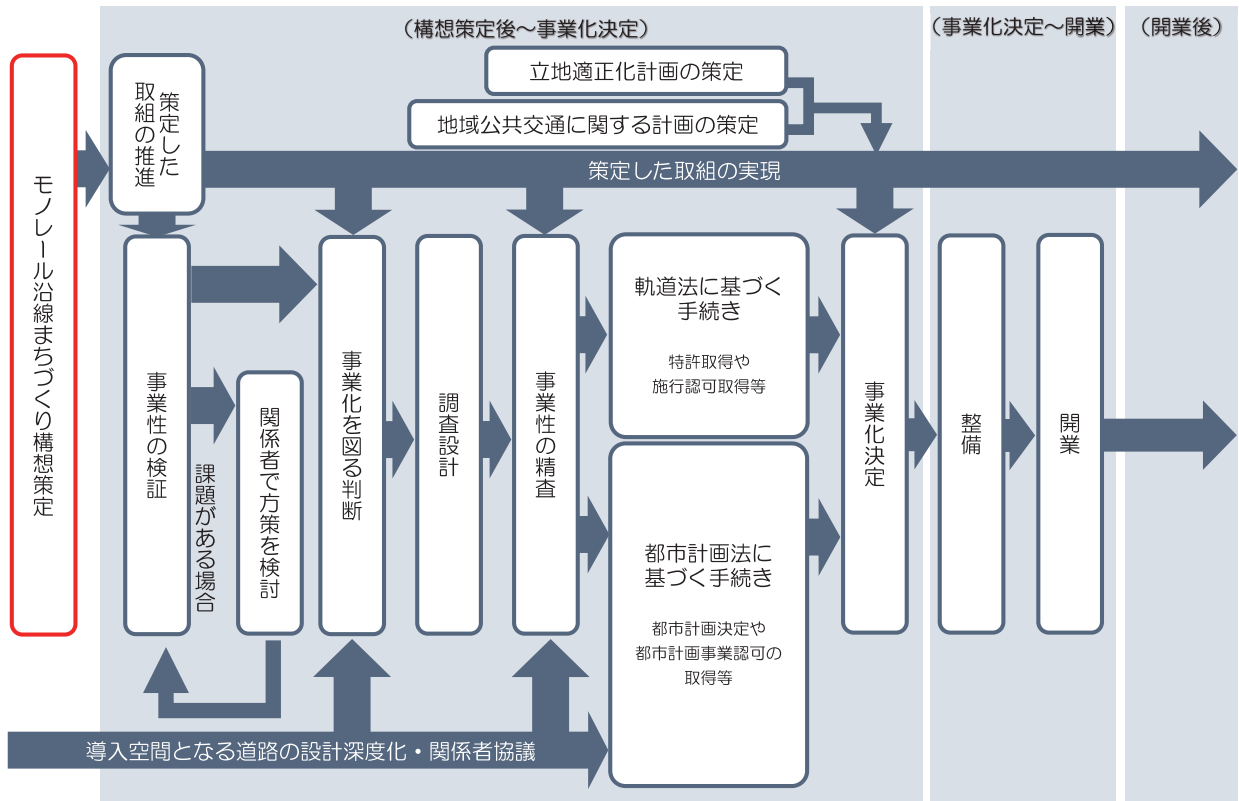 （構想策定後～事業化決定）
（事業化決定～開業）
（開業後）
モノレール沿線まちづくり構想策定
策定した
取組の推進
立地適正化計画の策定
地域公共交通に関する計画の策定
策定した取組の実現
事業性の検証
課題がある場合
関係者で方策を検討
事業化を図る判断
調査設計
事業性の精査
軌道法に基づく
手続き
特許取得や
施行認可取得等
都市計画法に
基づく手続き
都市計画決定や
都市計画事業認可の
取得等
事業化決定
整備
開業
導入空間となる道路の設計深度化・関係者協議